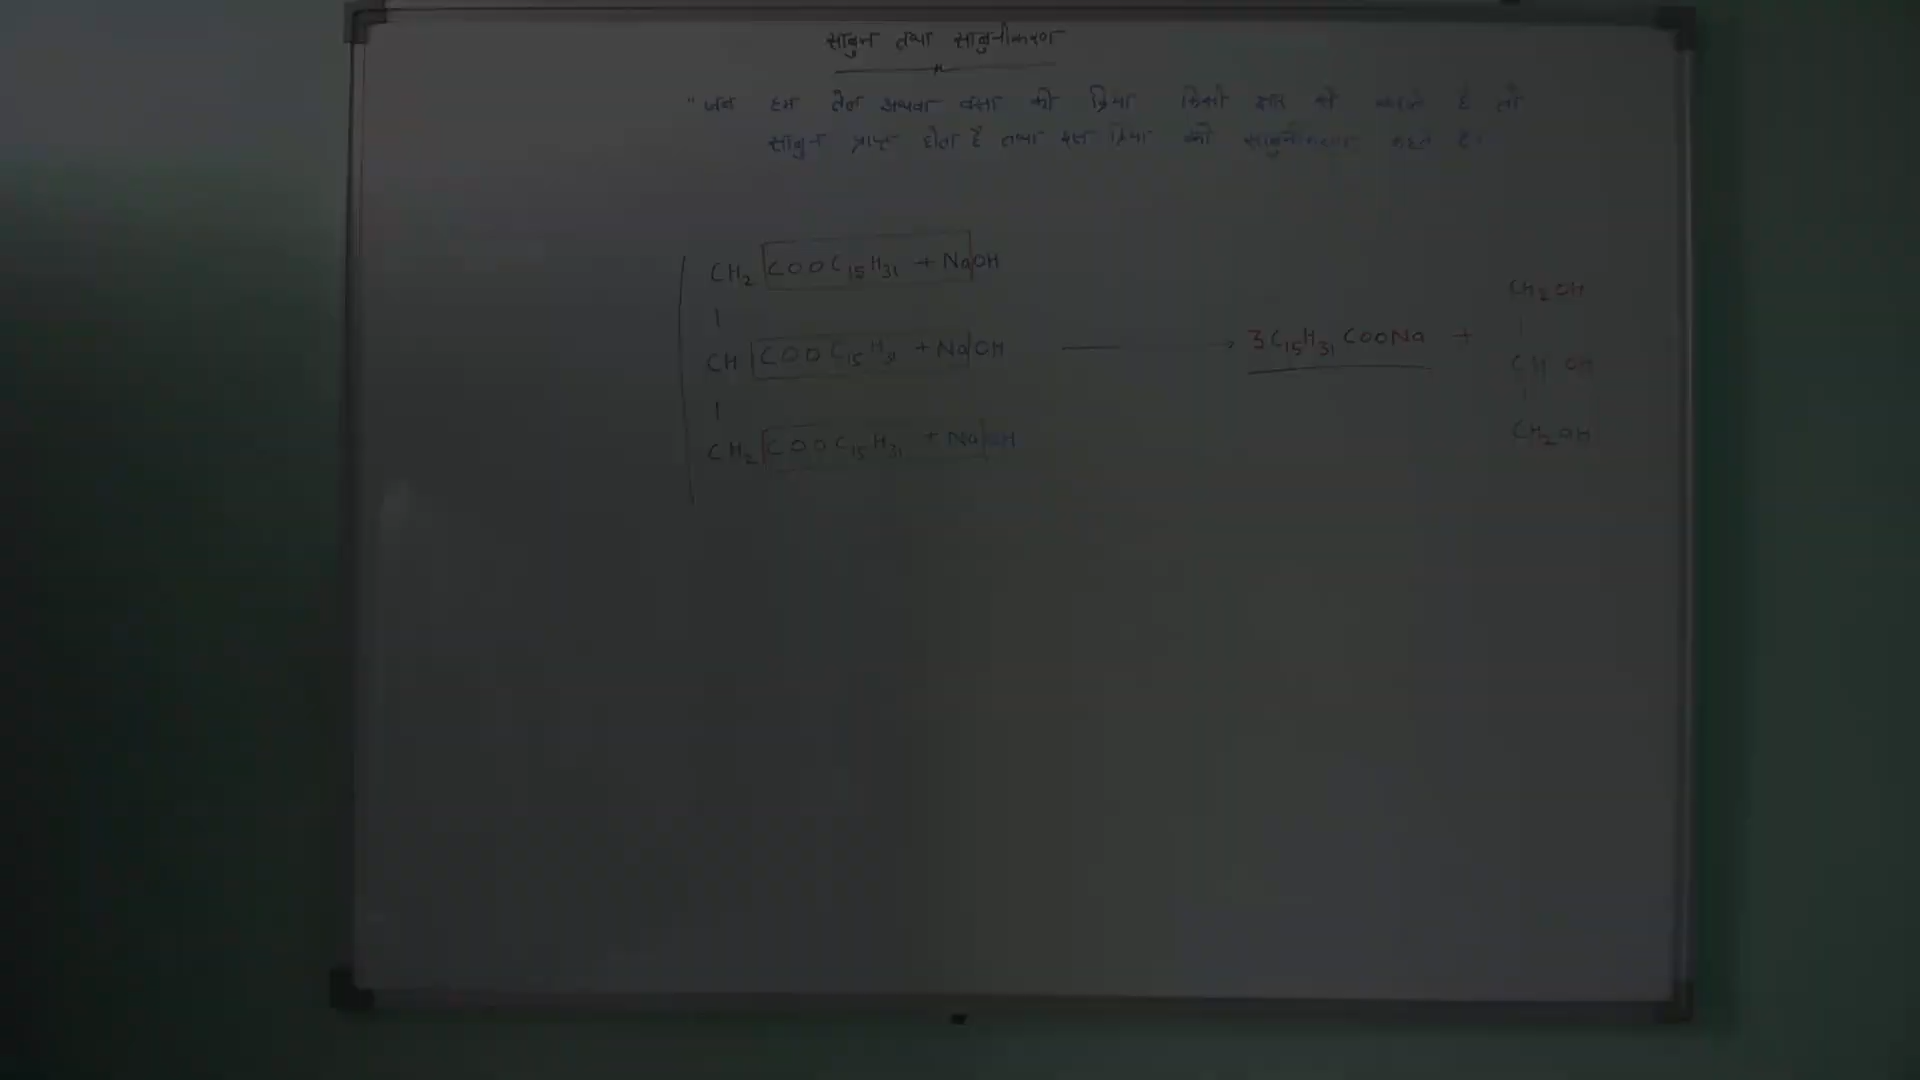 साबुन तथा साबुनीकरण
"जब हम तेल अथवा वसा की क्रिया किसी क्षार से करते है तो
साबुन प्राप्त होता है तथा इस क्रिया को साबुनीकरण कहते है।
CH₂ COOC₁₅H₃₁ + NaOH
CH COOC₁₅H₃₁ + NaOH → 3C₁₅H₃₁COONa +
CH₂ COOC₁₅H₃₁ + NaOH
CH₂OH
CH OH
CH₂OH